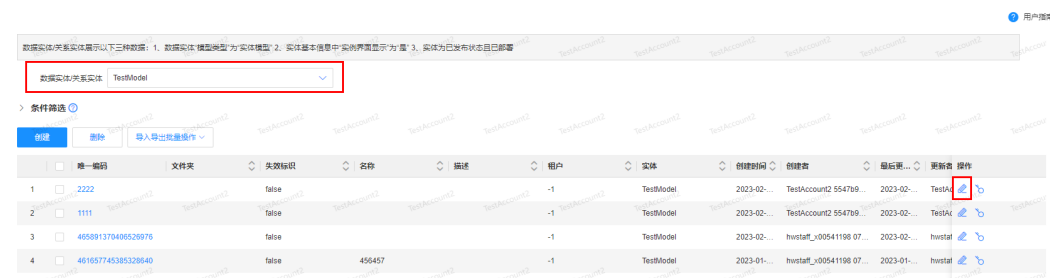 用户指南
数据实体/关系实体展示以下三种数据：1、数据实体"模型类型"为"实体模型" 2、实体基本信息中"实例界面显示"为"是" 3、实体为已发布状态且已部署
数据实体/关系实体 TestModel
条件筛选
创建 删除 导入导出批量操作
唯一编码 文件夹 失效标识 名称 描述 租户 实体 创建时间 创建者 最后更... 更新者 操作
1 2222 false -1 TestModel 2023-02-... TestAccount2 5547b9... 2023-02-... TestAc
2 1111 false -1 TestModel 2023-02-... TestAccount2 5547b9... 2023-02-... TestAc
3 465891370406526976 false -1 TestModel 2023-02-... hwstaff_x00541198 07... 2023-02-... hwstaf
4 461657745385328640 false 456457 -1 TestModel 2023-01-... hwstaff_x00541198 07... 2023-01-... hwstaf